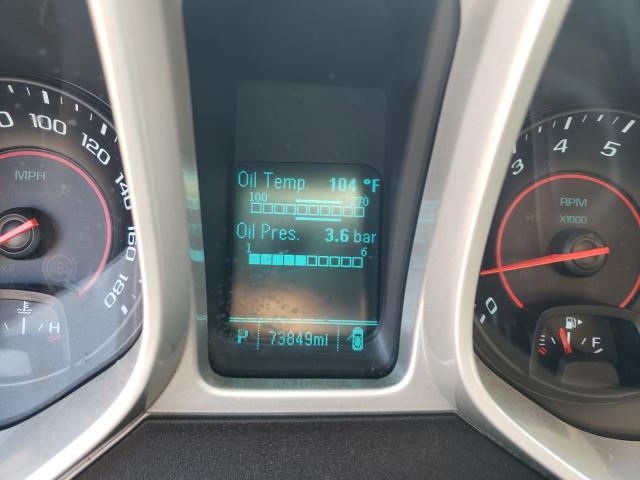 100
120
140
160
180
MPH
H
Oil Temp. 104 °F
100 270
Oil Pres. 3.6 bar
1 6
P 73849mi
3 4 5
RPM
X1000
0
F